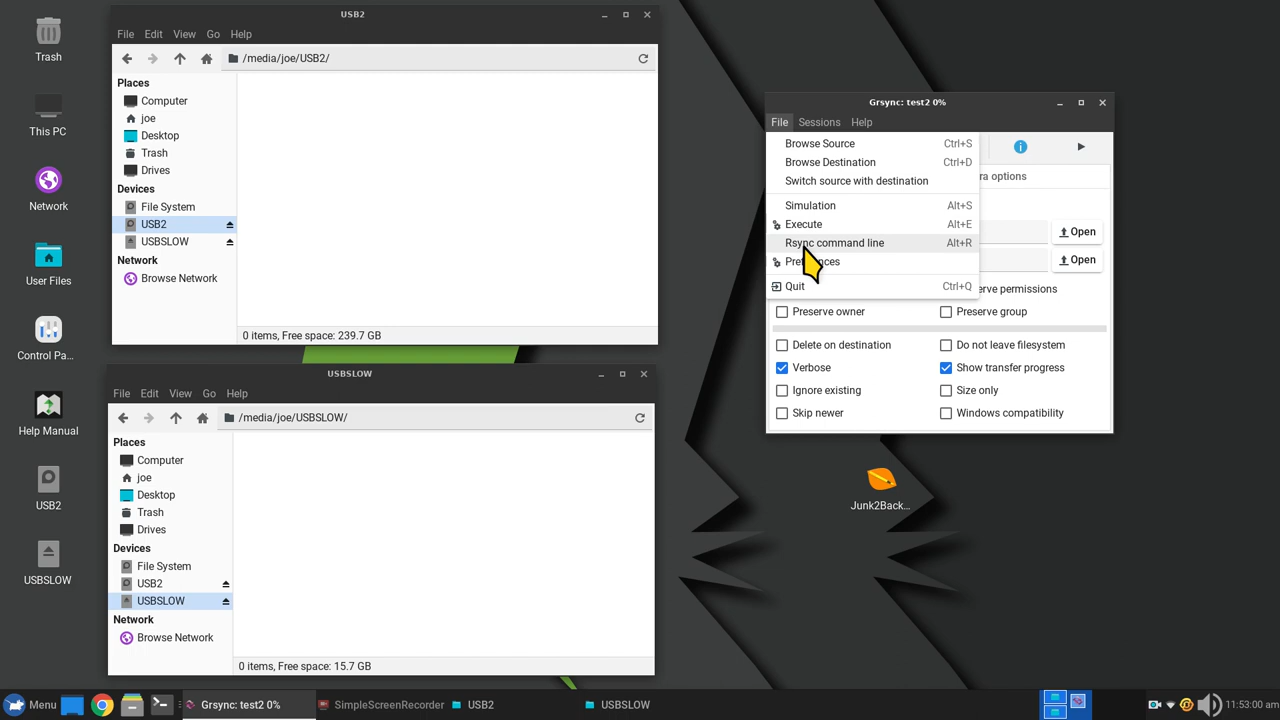 Trash
This PC
Network
User Files
Control Pa...
Help Manual
USB2
USBSLOW
USB2
File Edit View Go Help
/media/joe/USB2/
Places
Computer
joe
Desktop
Trash
Drives
Devices
File System
USB2
USBSLOW
Network
Browse Network
0 items, Free space: 239.7 GB
USBSLOW
File Edit View Go Help
/media/joe/USBSLOW/
Places
Computer
joe
Desktop
Trash
Drives
Devices
File System
USB2
USBSLOW
Network
Browse Network
0 items, Free space: 15.7 GB
Grsync: test2 0%
File Sessions Help
Browse Source Ctrl+S
Browse Destination Ctrl+D
Switch source with destination
Simulation Alt+S
Execute Alt+E
Rsync command line Alt+R
Quit Ctrl+Q
options
Open
Open
permissions
Preserve owner Preserve group
Delete on destination Do not leave filesystem
Verbose Show transfer progress
Ignore existing Size only
Skip newer Windows compatibility
Junk2Back...
Menu Grsync: test2 0% SimpleScreenRecorder USB2 USBSLOW 11:53:00 am